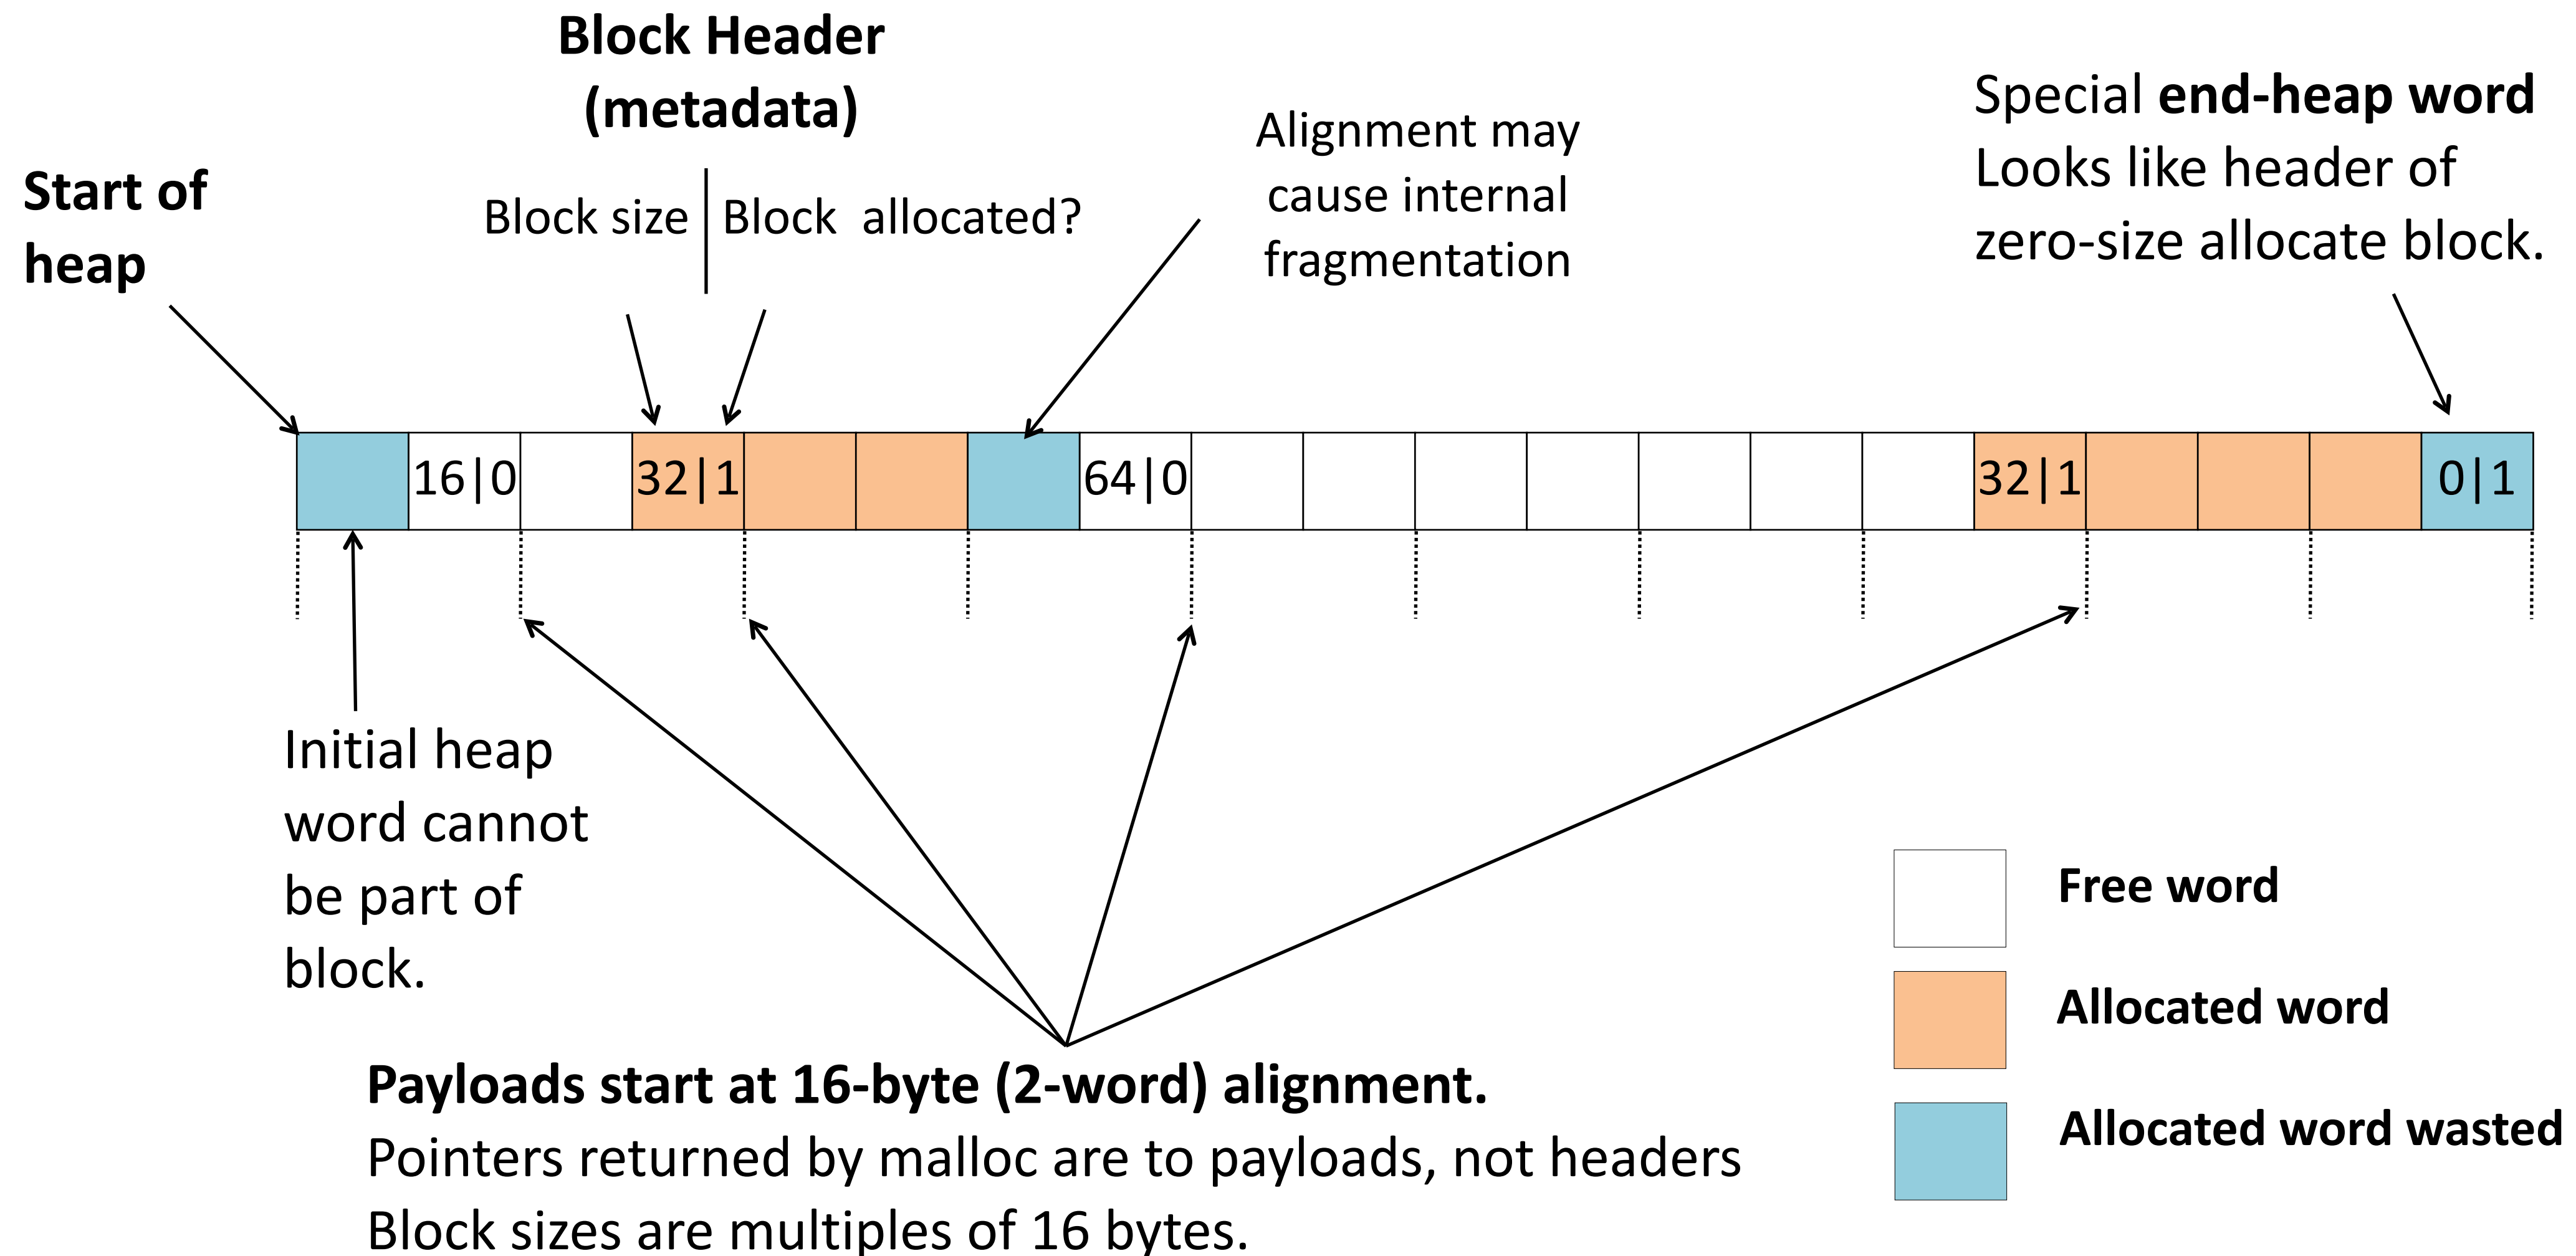 Block Header
(metadata)
Block size | Block allocated?
Start of
heap
Alignment may
cause internal
fragmentation
Special end-heap word
Looks like header of
zero-size allocate block.
16|0
32|1
64|0
32|1
0|1
Initial heap
word cannot
be part of
block.
Payloads start at 16-byte (2-word) alignment.
Pointers returned by malloc are to payloads, not headers
Block sizes are multiples of 16 bytes.
Free word
Allocated word
Allocated word wasted